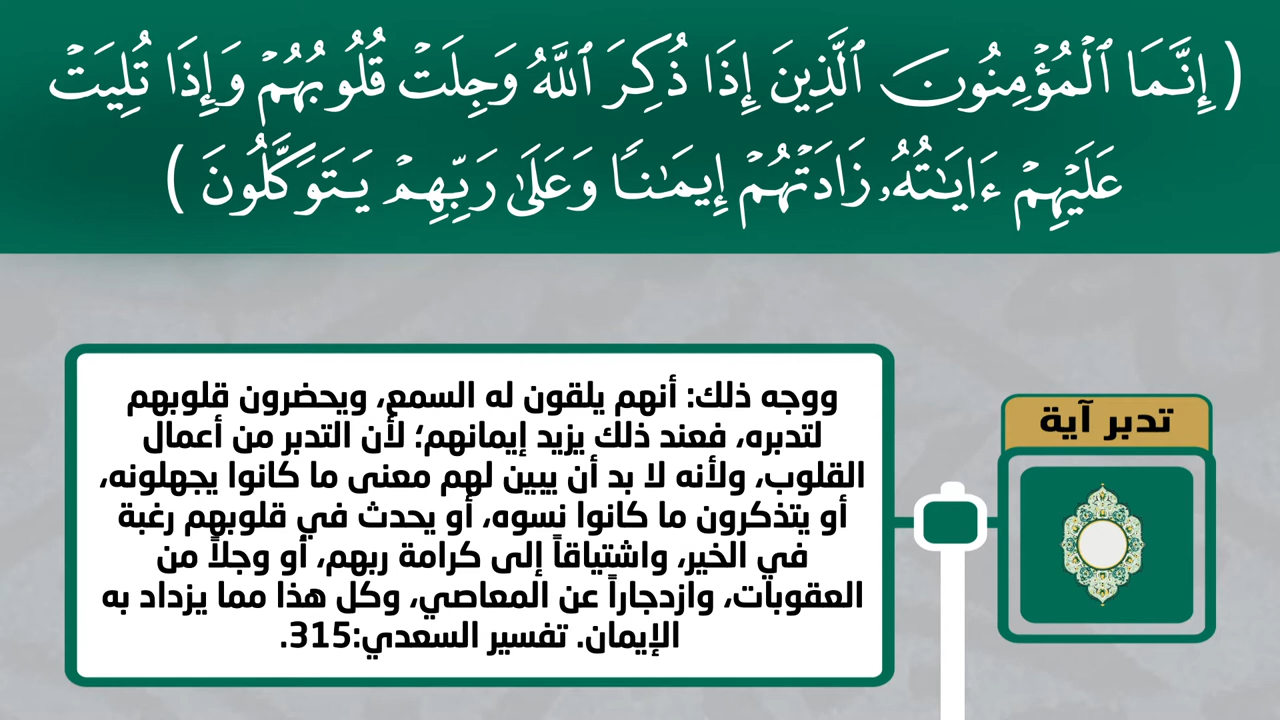 ( إِنَّمَا ٱلْمُؤْمِنُونَ ٱلَّذِينَ إِذَا ذُكِرَ ٱللَّهُ وَجِلَتْ قُلُوبُهُمْ وَإِذَا تُلِيَتْ
عَلَيْهِمْ ءَايَـٰتُهُۥ زَادَتْهُمْ إِيمَـٰنًا وَعَلَىٰ رَبِّهِمْ يَتَوَكَّلُونَ )
تدبر آية
ووجه ذلك: أنهم يلقون له السمع، ويحضرون قلوبهم
لتدبره، فعند ذلك يزيد إيمانهم؛ لأن التدبر من أعمال
القلوب، ولأنه لا بد أن يبين لهم معنى ما كانوا يجهلونه،
أو يتذكرون ما كانوا نسوه، أو يحدث في قلوبهم رغبة
في الخير، واشتياقاً إلى كرامة ربهم، أو وجلاً من
العقوبات، وازدجاراً عن المعاصي، وكل هذا مما يزداد به
الإيمان. تفسير السعدي:315.